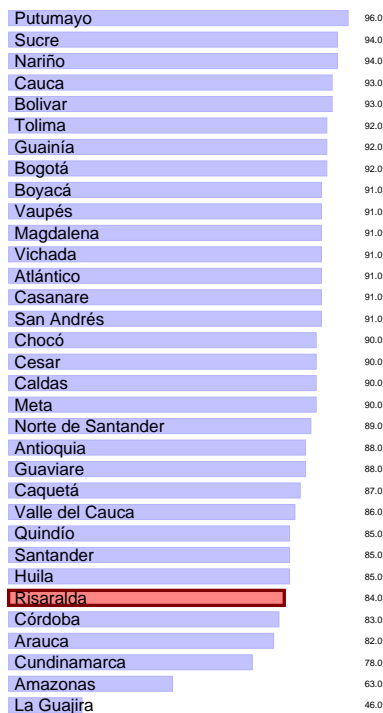 Putumayo 96.0
Sucre 94.0
Nariño 94.0
Cauca 93.0
Bolivar 93.0
Tolima 92.0
Guainía 92.0
Bogotá 92.0
Boyacá 91.0
Vaupés 91.0
Magdalena 91.0
Vichada 91.0
Atlántico 91.0
Casanare 91.0
San Andrés 91.0
Chocó 90.0
Cesar 90.0
Caldas 90.0
Meta 90.0
Norte de Santander 89.0
Antioquia 88.0
Guaviare 88.0
Caquetá 87.0
Valle del Cauca 86.0
Quindío 85.0
Santander 85.0
Huila 85.0
Risaralda 84.0
Córdoba 83.0
Arauca 82.0
Cundinamarca 78.0
Amazonas 63.0
La Guajira 46.0